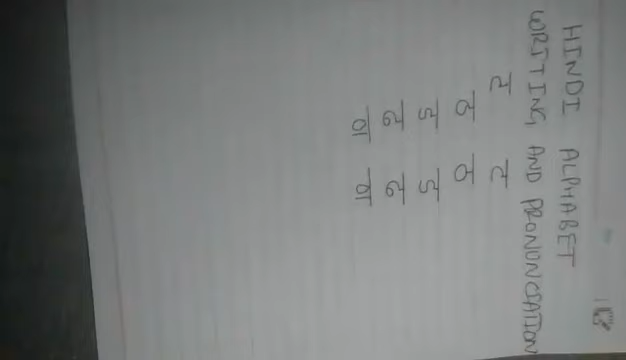 HINDI ALPHABET
WRITING AND PRONUNCIATION
ट ट
ठ ठ
ड ड
ढ ढ
ण ण